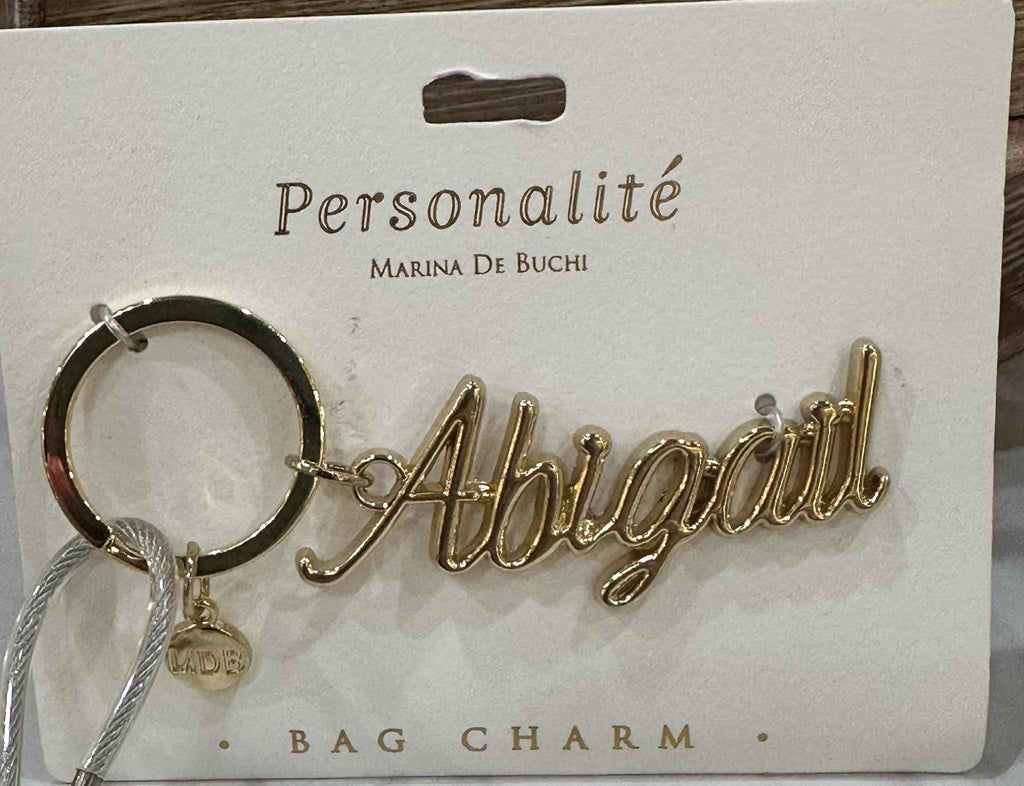 Personalité
MARINA DE BUCHI
Abigail
MDB
• BAG CHARM •